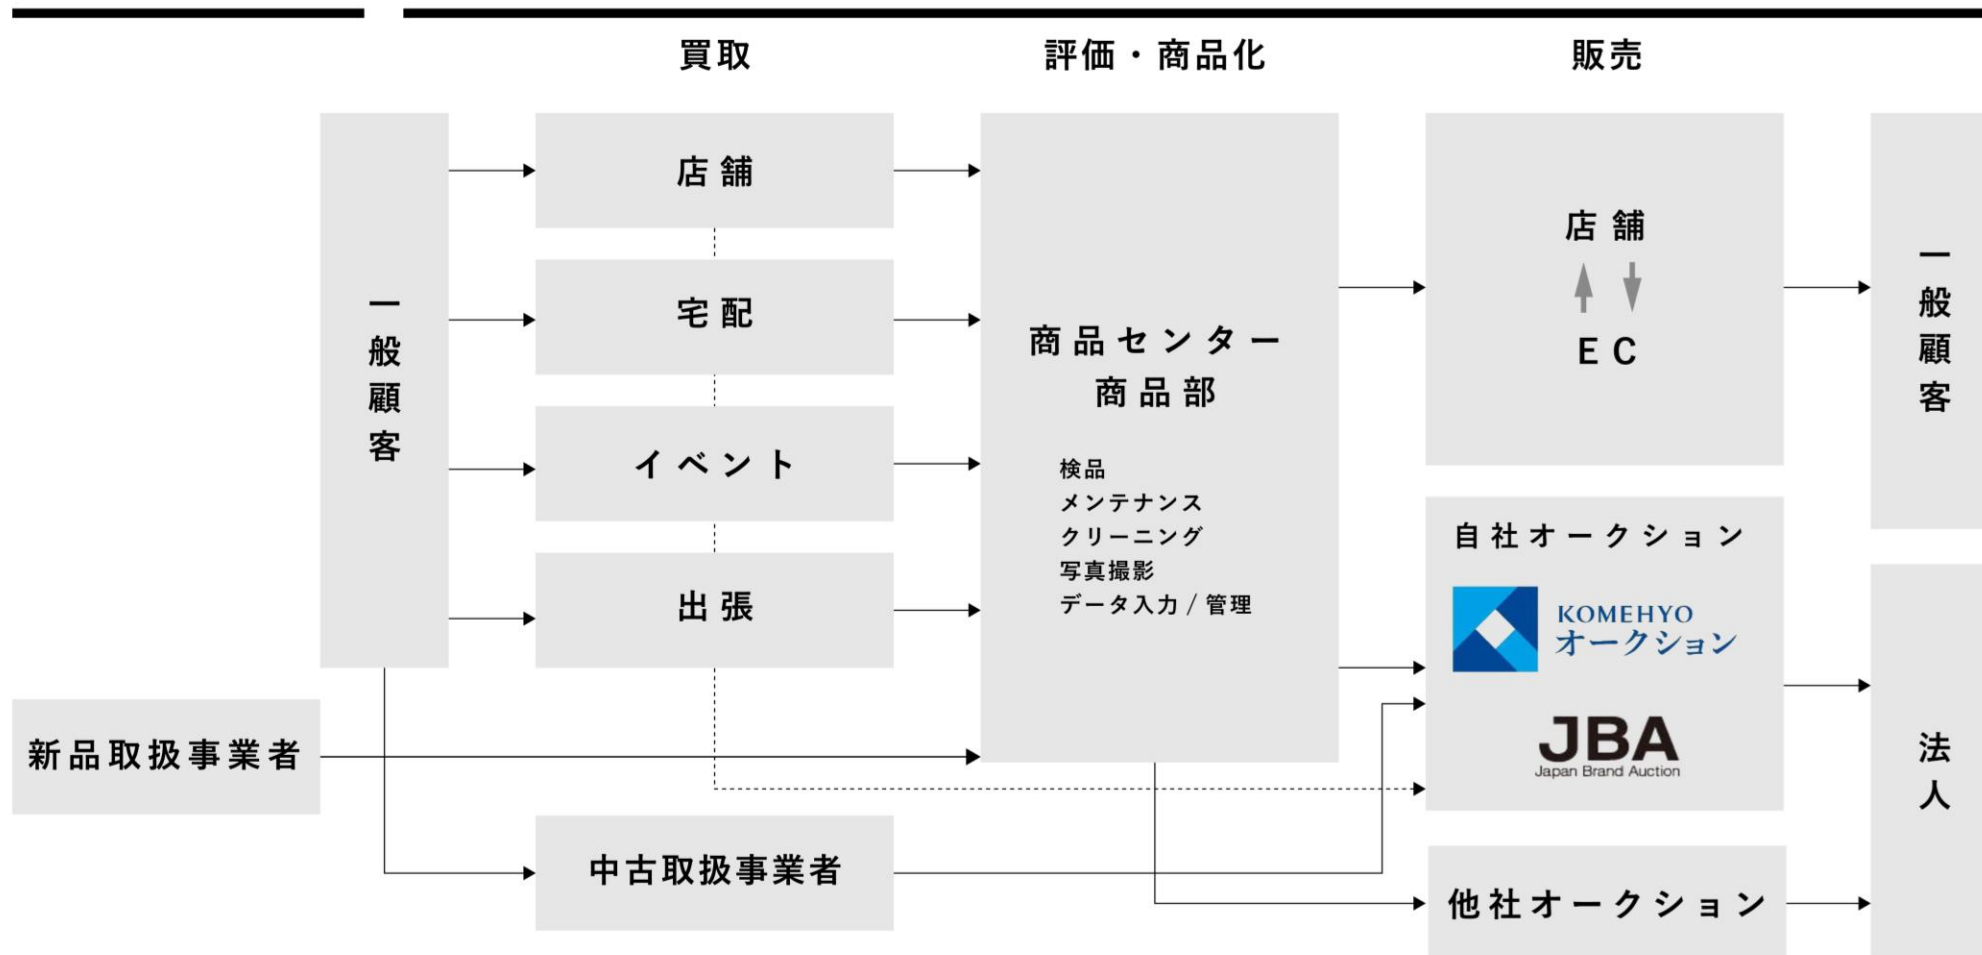 買取
評価・商品化
販売
一般顧客
新品取扱事業者
店舗
宅配
イベント
出張
中古取扱事業者
商品センター
商品部
検品
メンテナンス
クリーニング
写真撮影
データ入力 / 管理
店舗
EC
自社オークション
KOMEHYO
オークション
JBA
Japan Brand Auction
他社オークション
一般顧客
法人